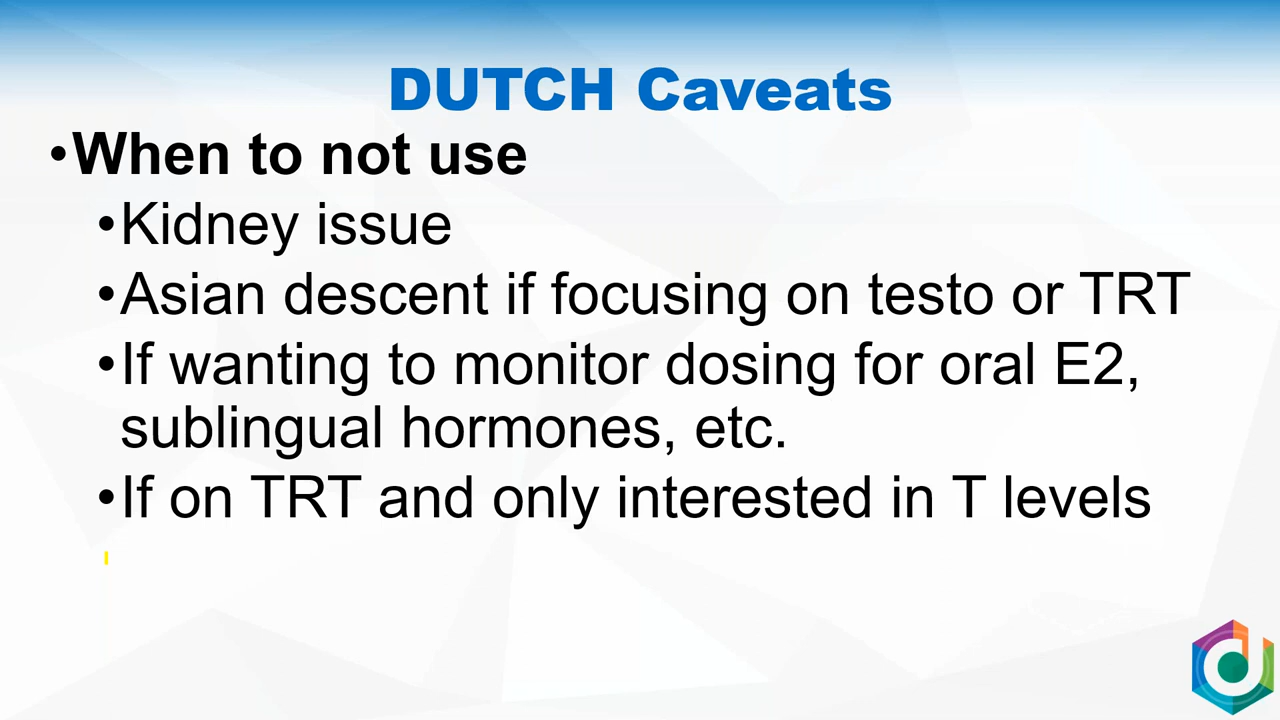 DUTCH Caveats
•When to not use
•Kidney issue
•Asian descent if focusing on testo or TRT
•If wanting to monitor dosing for oral E2,
sublingual hormones, etc.
•If on TRT and only interested in T levels